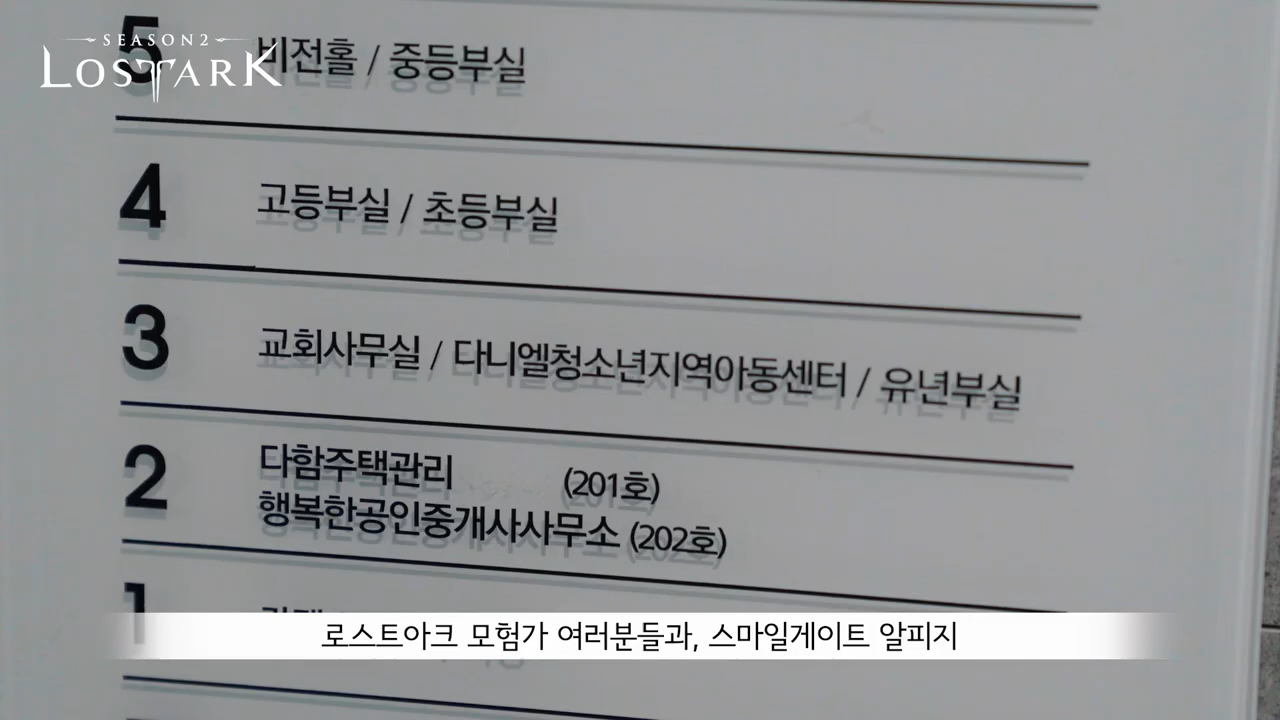 SEASON 2
LOST ARK
5 비전홀 / 중등부실
4 고등부실 / 초등부실
3 교회사무실 / 다니엘청소년지역아동센터 / 유년부실
2 다함주택관리 (201호)
행복한공인중개사사무소 (202호)
1
로스트아크 모험가 여러분들과, 스마일게이트 알피지